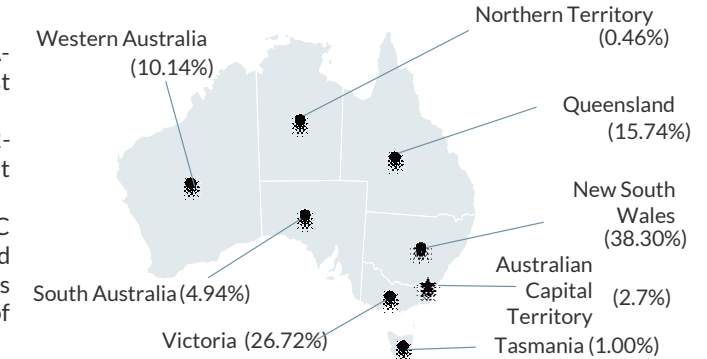 Northern Territory
(0.46%)
Western Australia
(10.14%)
Queensland
(15.74%)
New South
Wales
(38.30%)
Australian
Capital
Territory
(2.7%)
South Australia (4.94%)
Victoria (26.72%)
Tasmania (1.00%)